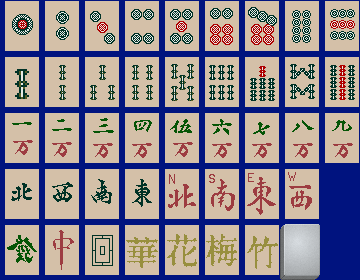 一 二 三 四 伍 六 七 八 九
万 万 万 万 万 万 万 万 万
N S E W
北 西 南 東 北 南 東 西
發 中 華 花 梅 竹